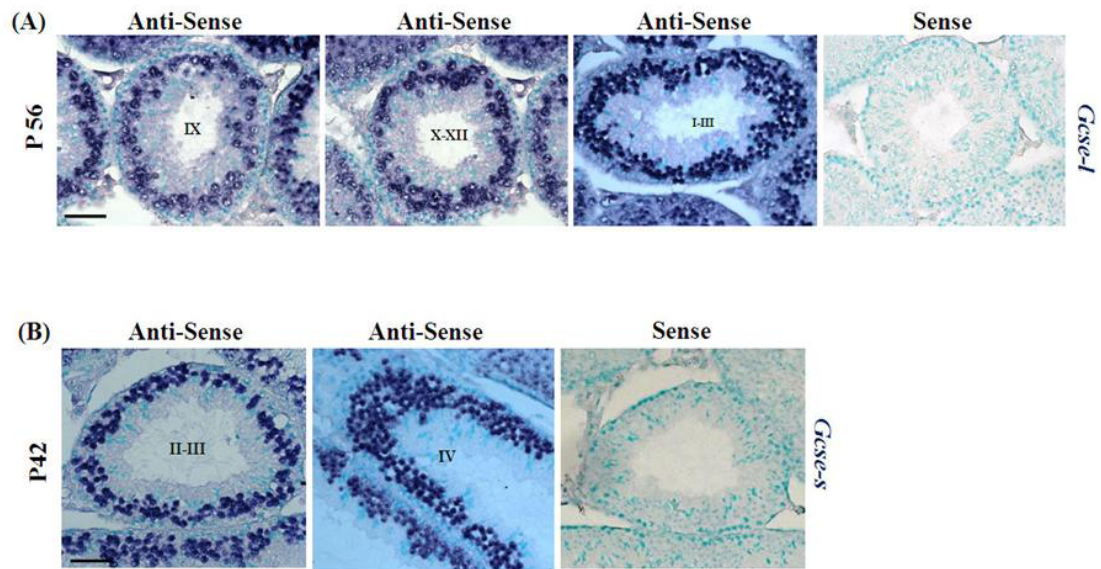 (A) Anti-Sense Anti-Sense Anti-Sense Sense
P 56
IX
X-XII
I-III
Gcse-l
(B) Anti-Sense Anti-Sense Sense
P42
II-III
IV
Gcse-s